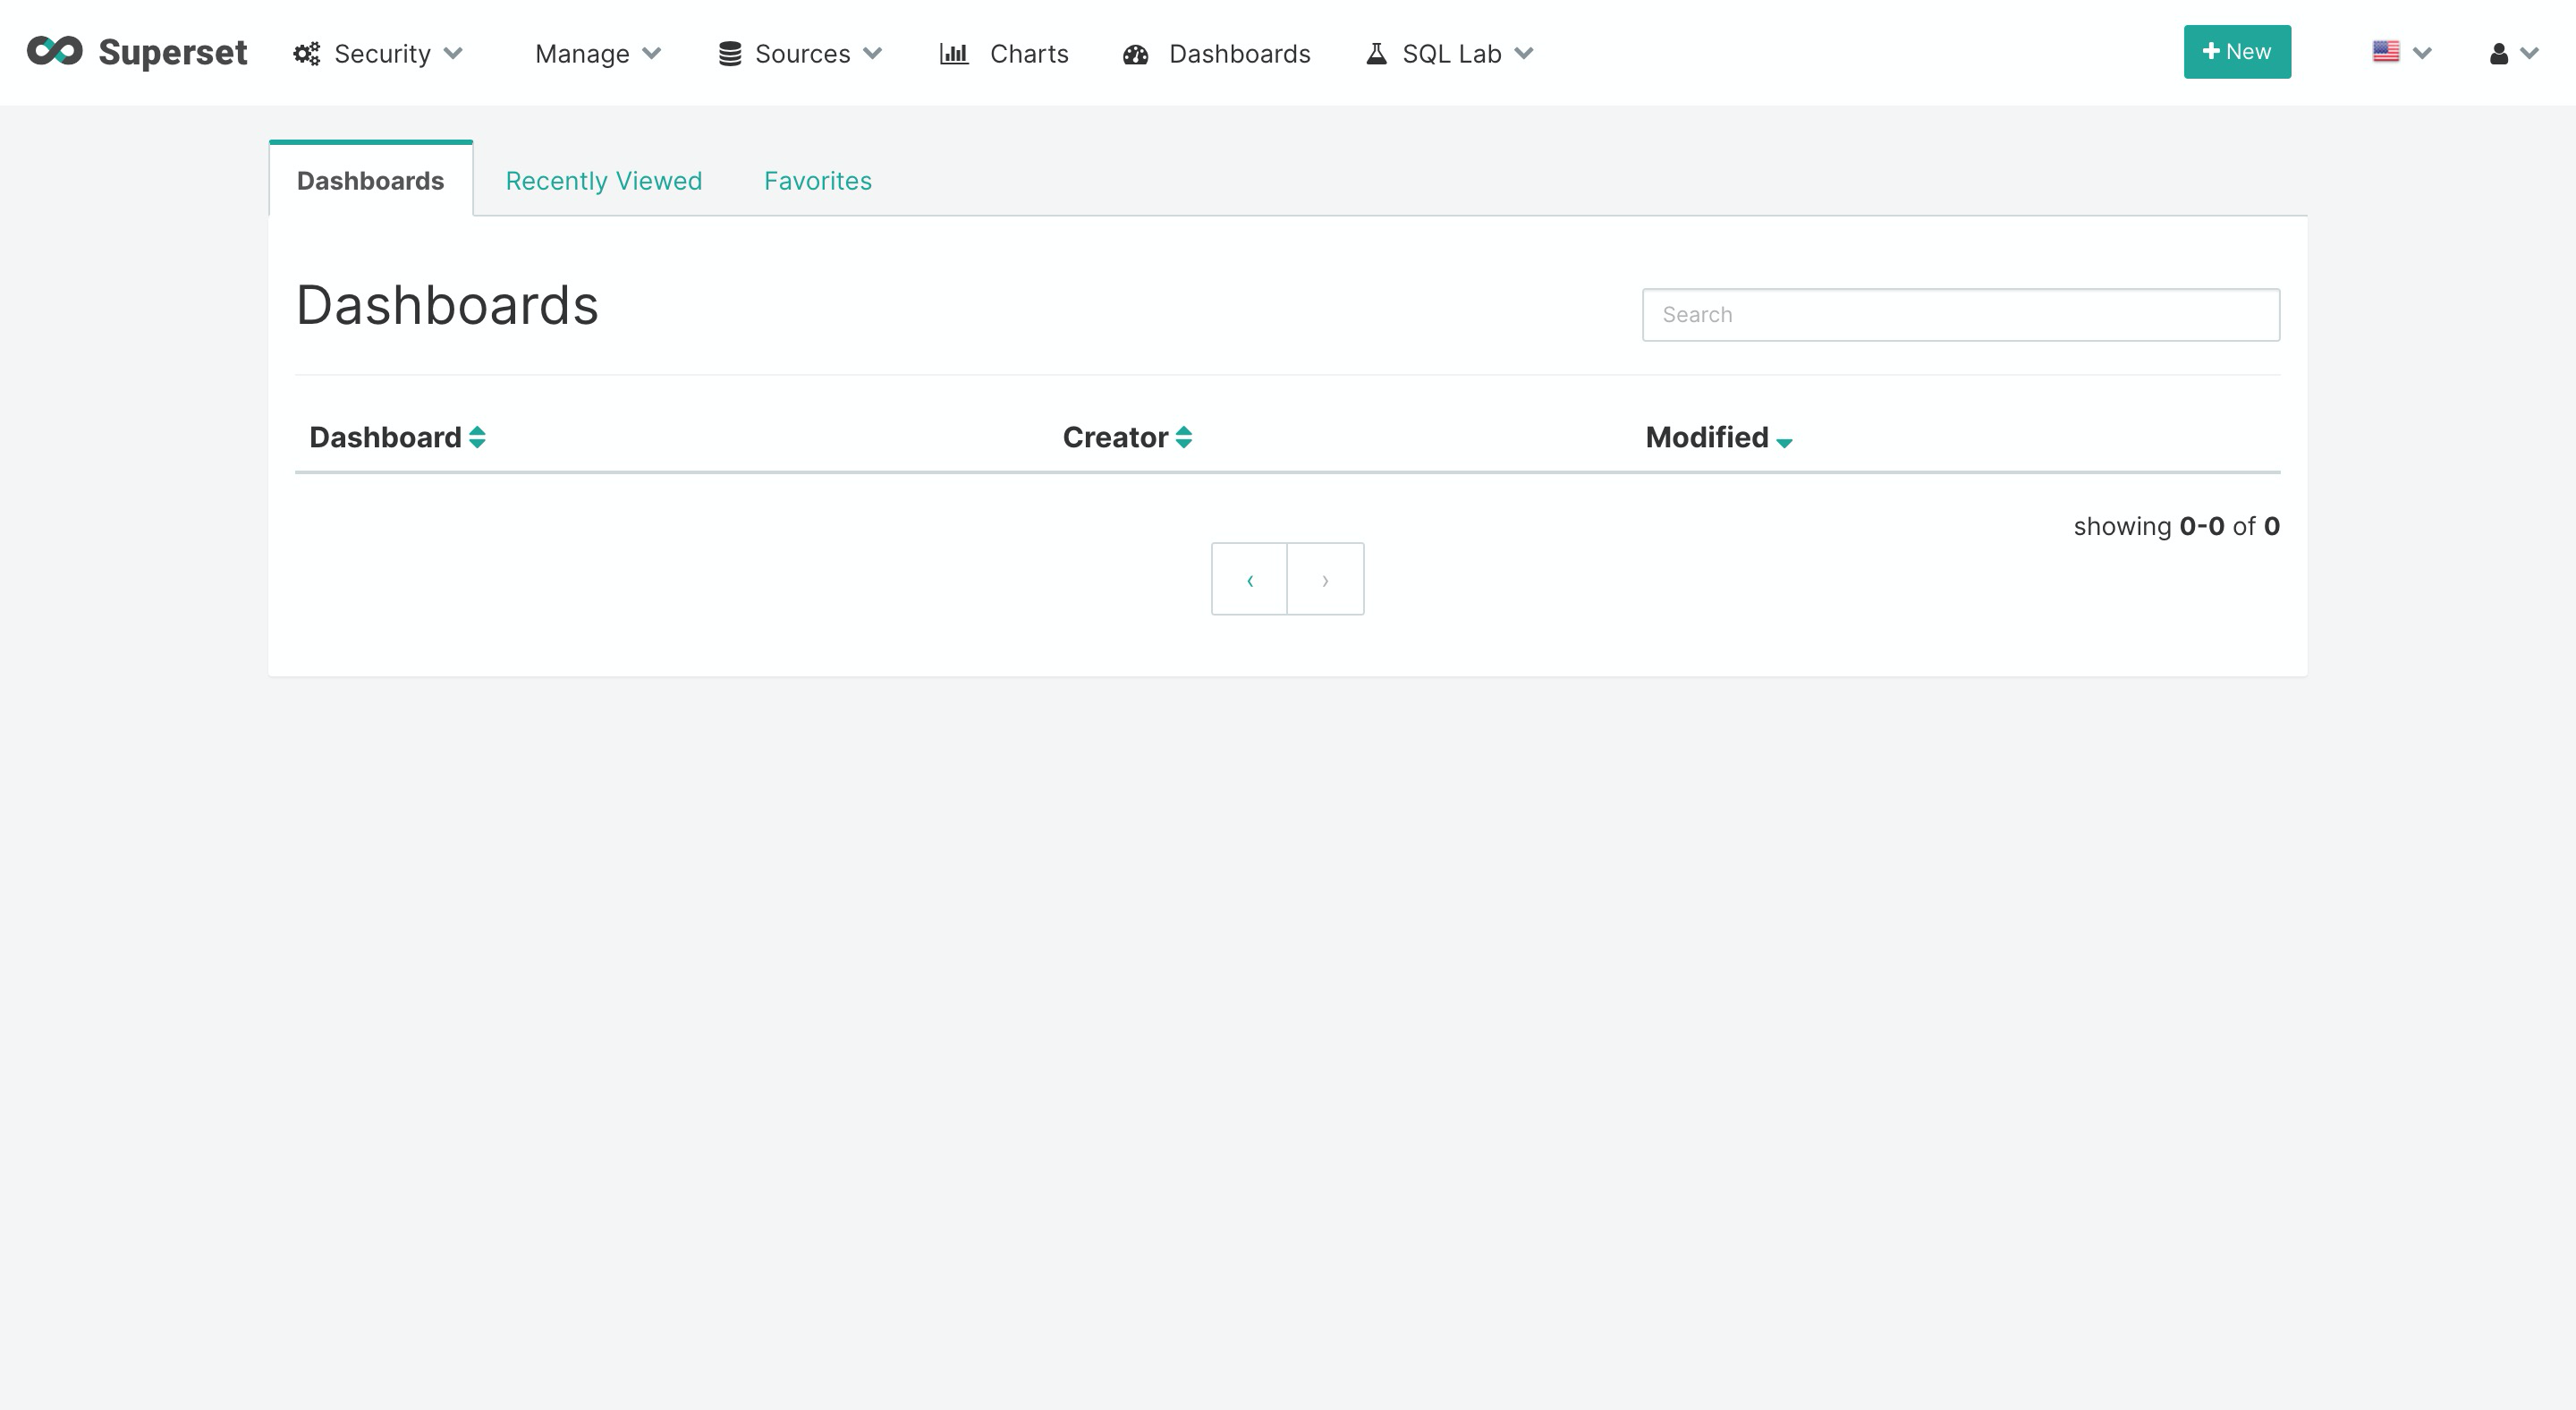 Superset Security Manage Sources Charts Dashboards SQL Lab + New
Dashboards Recently Viewed Favorites
Dashboards
Search
Dashboard Creator Modified
showing 0-0 of 0
‹ ›